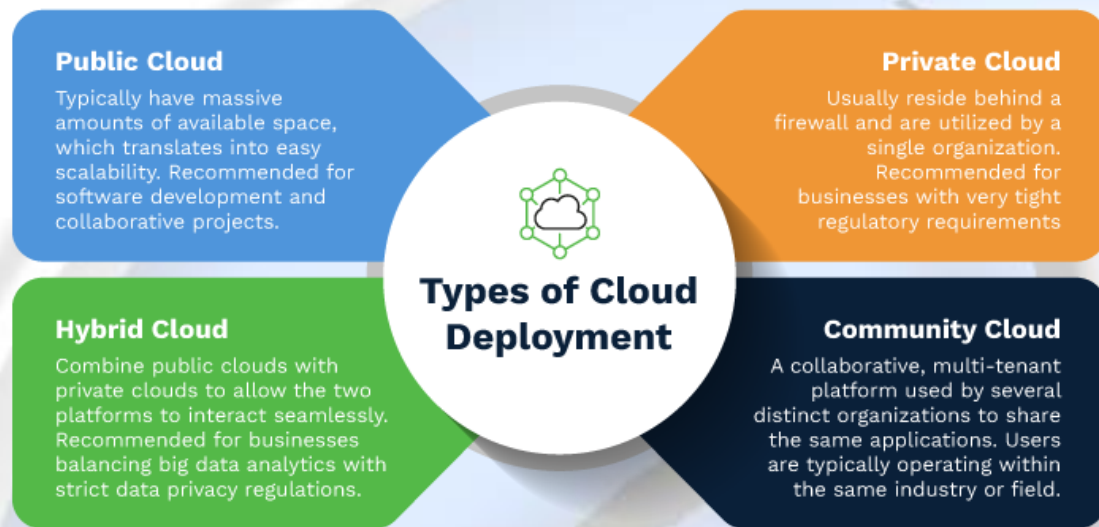 Public Cloud
Typically have massive
amounts of available space,
which translates into easy
scalability. Recommended for
software development and
collaborative projects.
Private Cloud
Usually reside behind a
firewall and are utilized by a
single organization.
Recommended for
businesses with very tight
regulatory requirements
Types of Cloud
Deployment
Hybrid Cloud
Combine public clouds with
private clouds to allow the two
platforms to interact seamlessly.
Recommended for businesses
balancing big data analytics with
strict data privacy regulations.
Community Cloud
A collaborative, multi-tenant
platform used by several
distinct organizations to share
the same applications. Users
are typically operating within
the same industry or field.